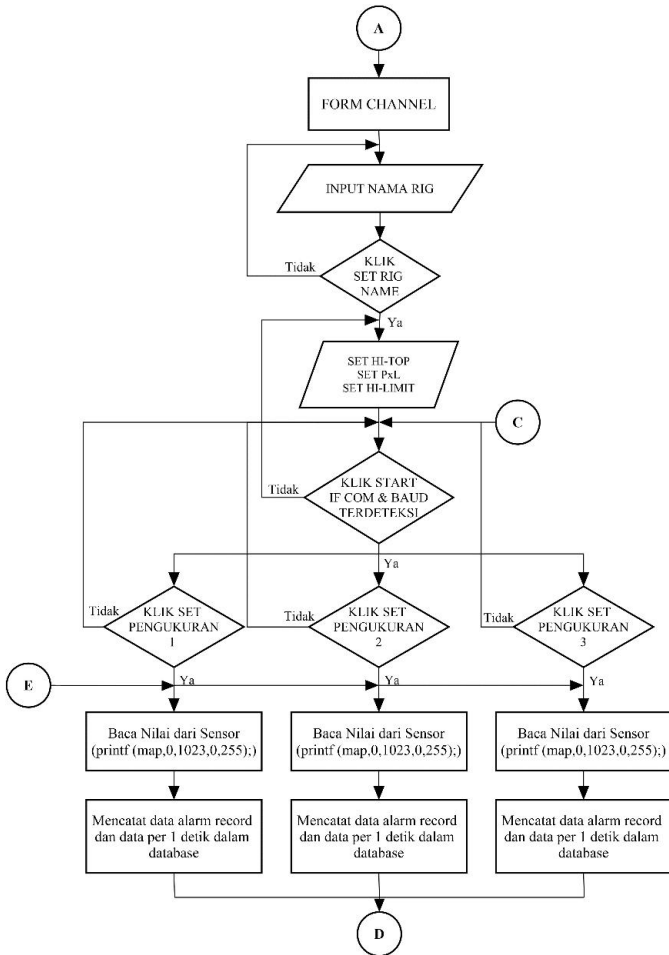 A
FORM CHANNEL
INPUT NAMA RIG
Tidak
KLIK
SET RIG
NAME
Ya
SET HI-TOP
SET PxL
SET HI-LIMIT
C
Tidak
KLIK START
IF COM & BAUD
TERDETEKSI
Ya
Tidak
KLIK SET
PENGUKURAN
1
Tidak
KLIK SET
PENGUKURAN
2
Tidak
KLIK SET
PENGUKURAN
3
E
Ya
Ya
Ya
Baca Nilai dari Sensor
(printf (map,0,1023,0,255);)
Baca Nilai dari Sensor
(printf (map,0,1023,0,255);)
Baca Nilai dari Sensor
(printf (map,0,1023,0,255);)
Mencatat data alarm record
dan data per 1 detik dalam
database
Mencatat data alarm record
dan data per 1 detik dalam
database
Mencatat data alarm record
dan data per 1 detik dalam
database
D